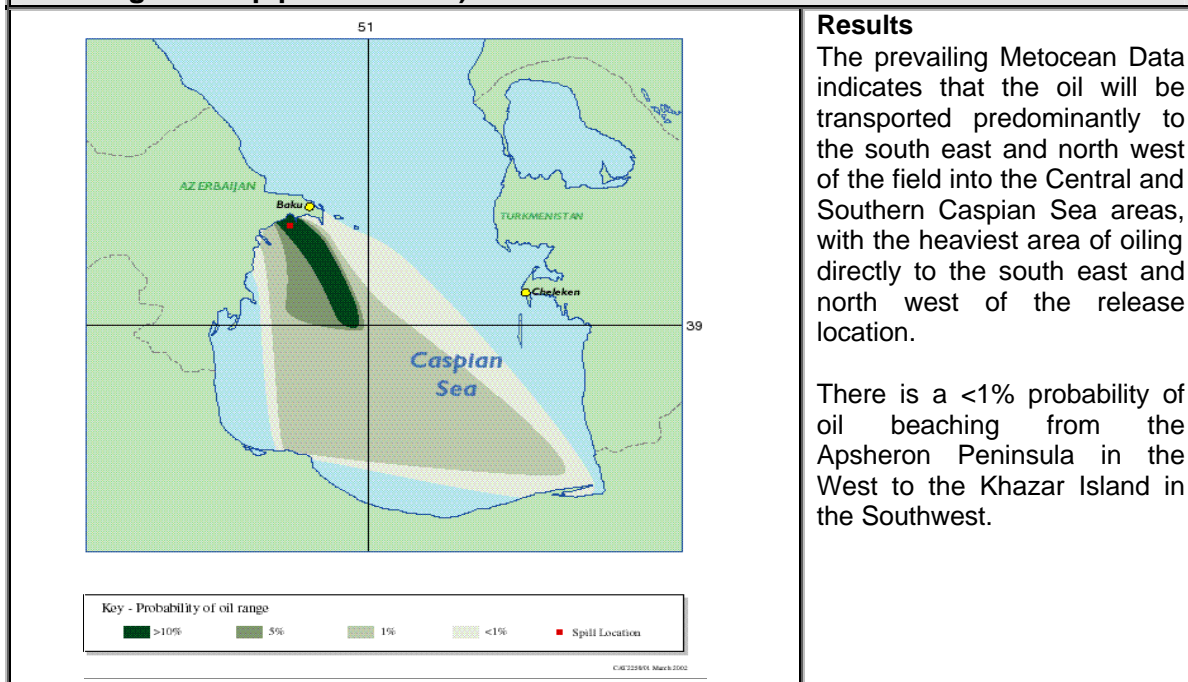 51
AZERBAIJAN
Baku
TURKMENISTAN
Cheleken
39
Caspian
Sea
Key - Probability of oil range
>10% 5% 1% <1% Spill Location
Results
The prevailing Metocean Data
indicates that the oil will be
transported predominantly to
the south east and north west
of the field into the Central and
Southern Caspian Sea areas,
with the heaviest area of oiling
directly to the south east and
north west of the release
location.
There is a <1% probability of
oil beaching from the
Apsheron Peninsula in the
West to the Khazar Island in
the Southwest.